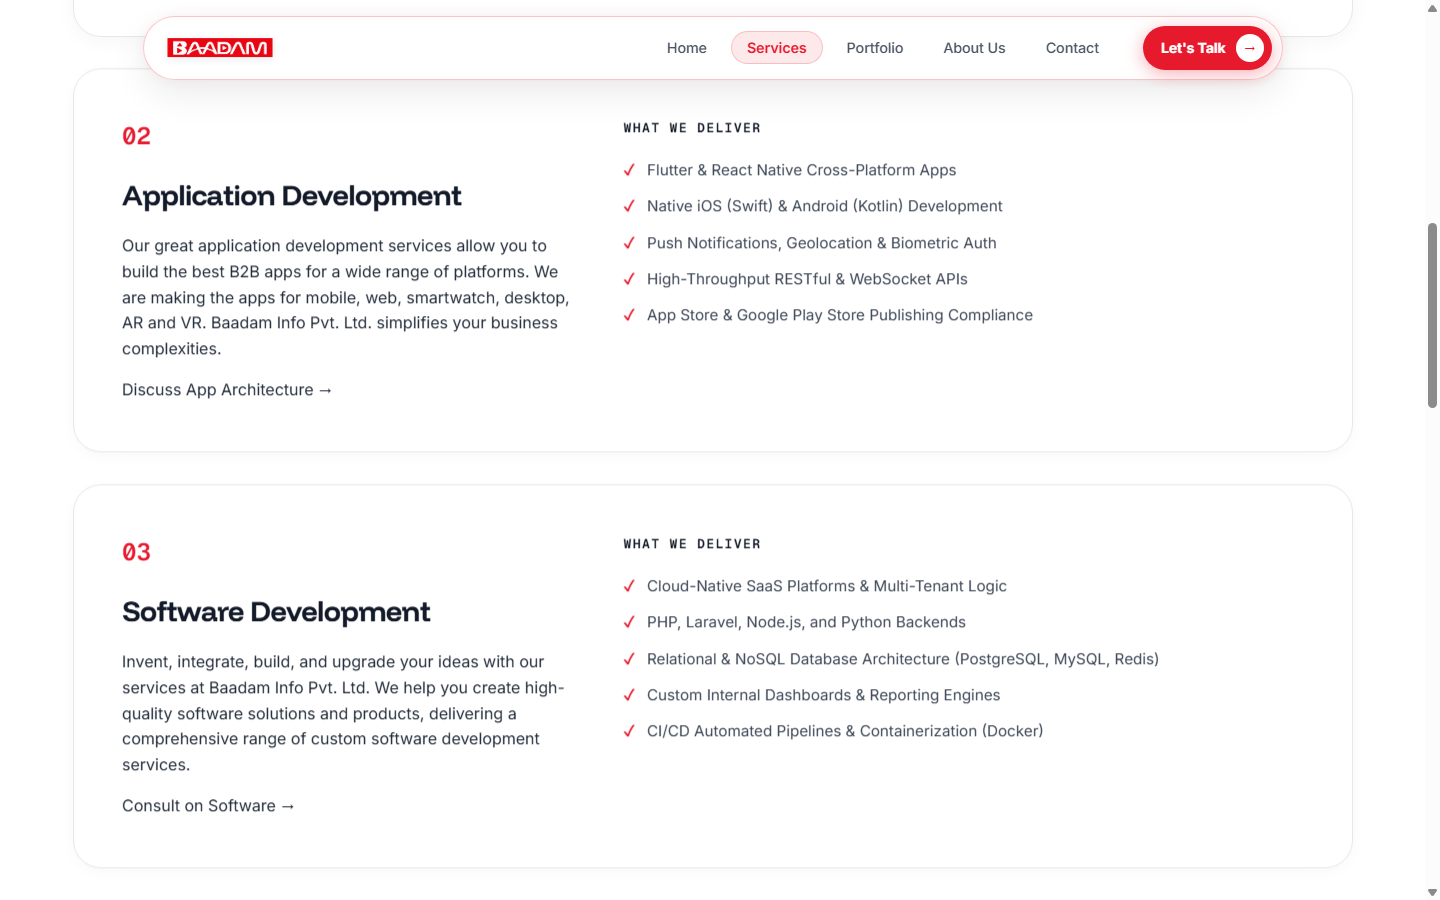 BAADAM
Home
Services
Portfolio
About Us
Contact
Let's Talk →
02
Application Development
Our great application development services allow you to
build the best B2B apps for a wide range of platforms. We
are making the apps for mobile, web, smartwatch, desktop,
AR and VR. Baadam Info Pvt. Ltd. simplifies your business
complexities.
Discuss App Architecture →
WHAT WE DELIVER
✓ Flutter & React Native Cross-Platform Apps
✓ Native iOS (Swift) & Android (Kotlin) Development
✓ Push Notifications, Geolocation & Biometric Auth
✓ High-Throughput RESTful & WebSocket APIs
✓ App Store & Google Play Store Publishing Compliance
03
Software Development
Invent, integrate, build, and upgrade your ideas with our
services at Baadam Info Pvt. Ltd. We help you create high-
quality software solutions and products, delivering a
comprehensive range of custom software development
services.
Consult on Software →
WHAT WE DELIVER
✓ Cloud-Native SaaS Platforms & Multi-Tenant Logic
✓ PHP, Laravel, Node.js, and Python Backends
✓ Relational & NoSQL Database Architecture (PostgreSQL, MySQL, Redis)
✓ Custom Internal Dashboards & Reporting Engines
✓ CI/CD Automated Pipelines & Containerization (Docker)